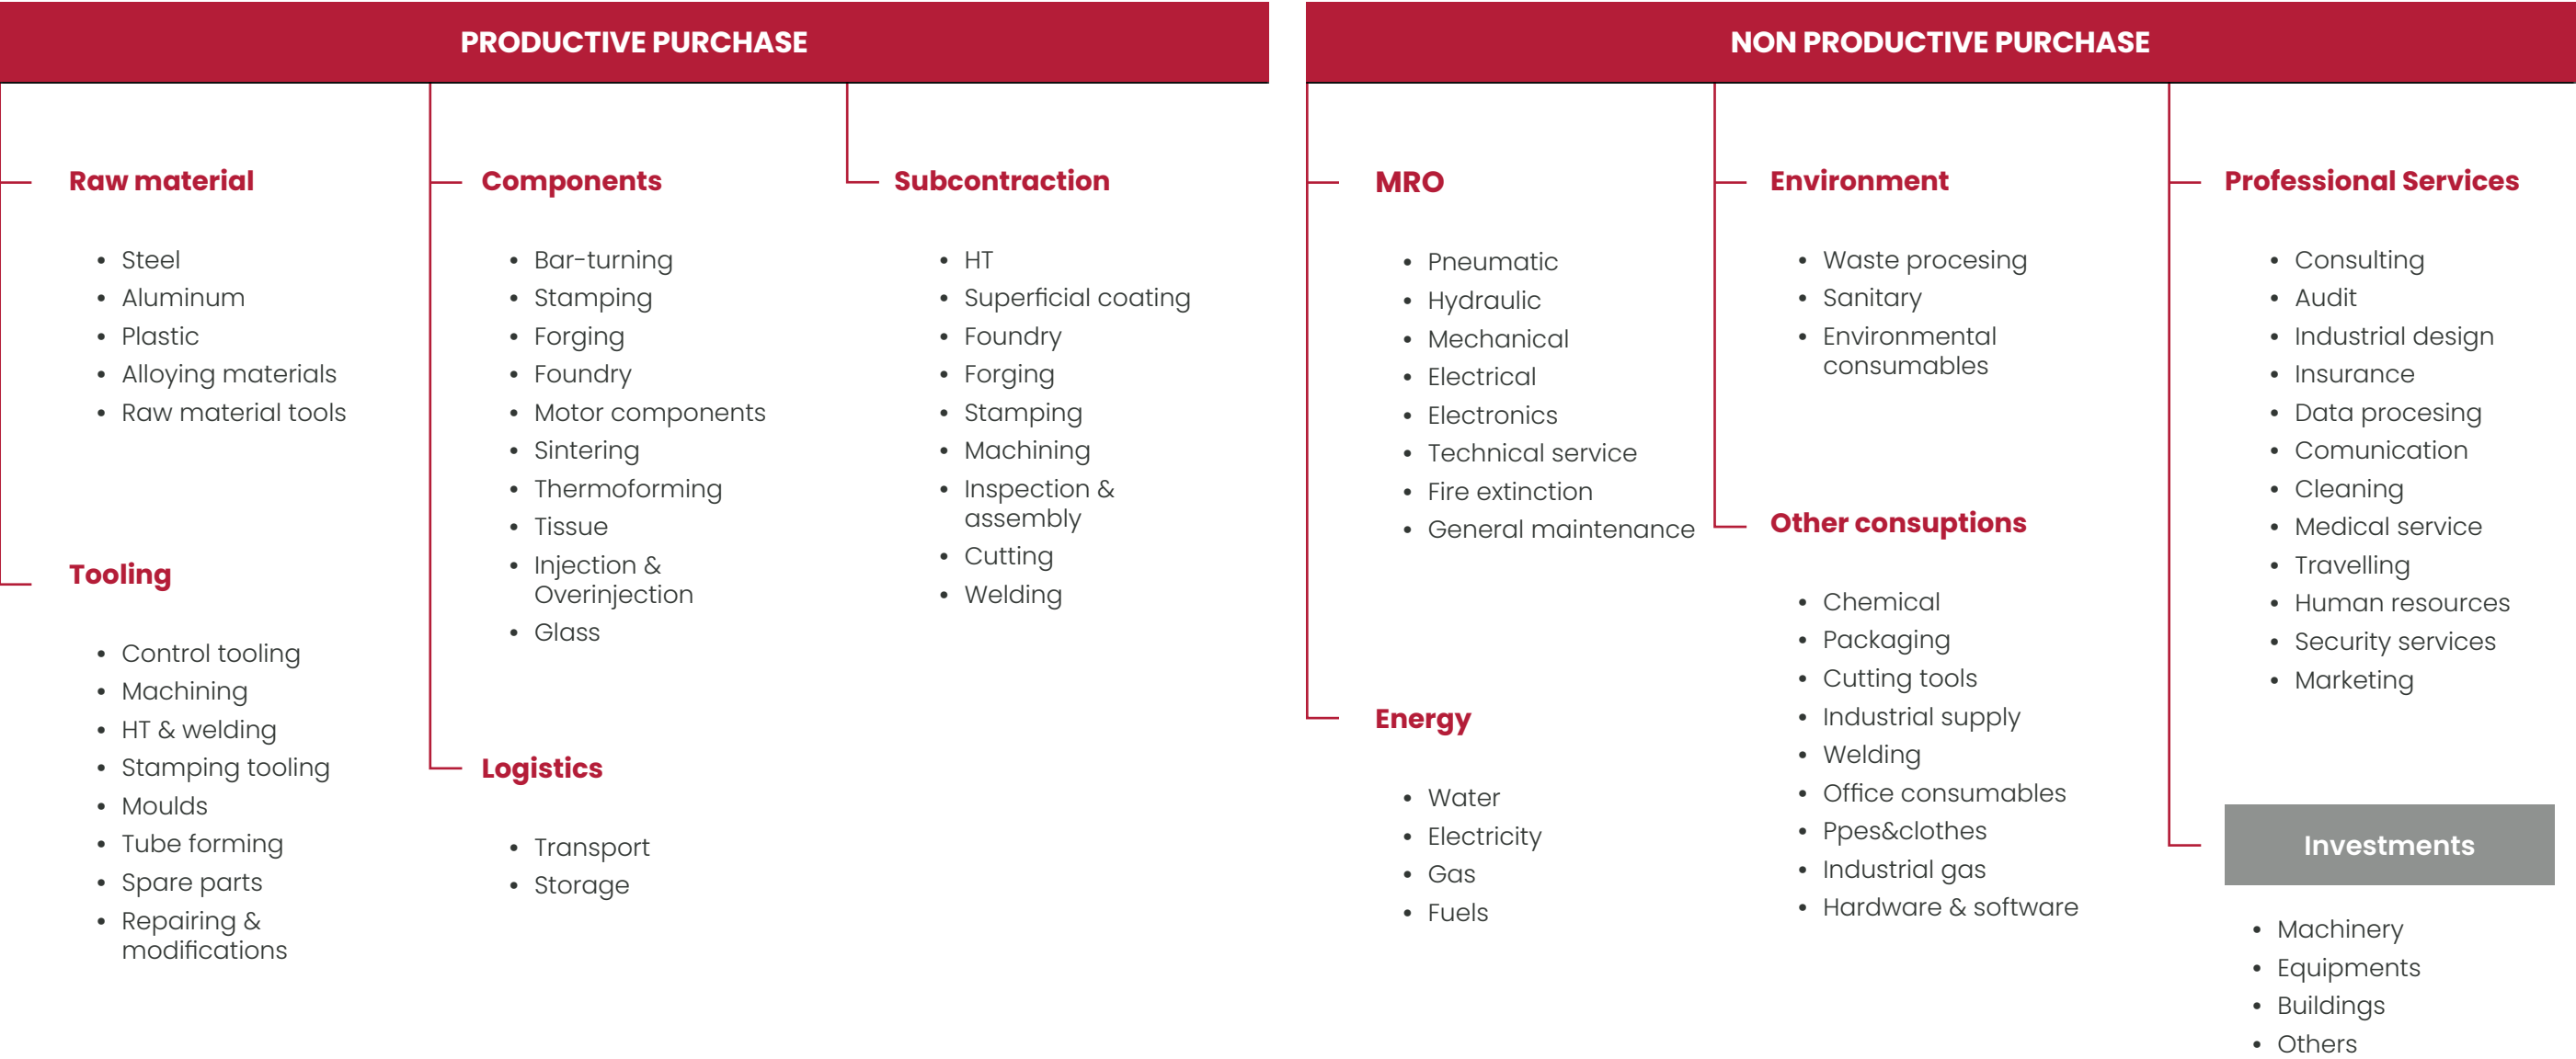 PRODUCTIVE PURCHASE
Raw material
Steel
Aluminum
Plastic
Alloying materials
Raw material tools
Tooling
Control tooling
Machining
HT & welding
Stamping tooling
Moulds
Tube forming
Spare parts
Repairing &
modifications
Components
Bar-turning
Stamping
Forging
Foundry
Motor components
Sintering
Thermoforming
Tissue
Injection &
Overinjection
Glass
Logistics
Transport
Storage
Subcontraction
HT
Superficial coating
Foundry
Forging
Stamping
Machining
Inspection &
assembly
Cutting
Welding
NON PRODUCTIVE PURCHASE
MRO
Pneumatic
Hydraulic
Mechanical
Electrical
Electronics
Technical service
Fire extinction
General maintenance
Energy
Water
Electricity
Gas
Fuels
Environment
Waste procesing
Sanitary
Environmental
consumables
Other consuptions
Chemical
Packaging
Cutting tools
Industrial supply
Welding
Office consumables
Ppes&clothes
Industrial gas
Hardware & software
Professional Services
Consulting
Audit
Industrial design
Insurance
Data procesing
Comunication
Cleaning
Medical service
Travelling
Human resources
Security services
Marketing
Investments
Machinery
Equipments
Buildings
Others